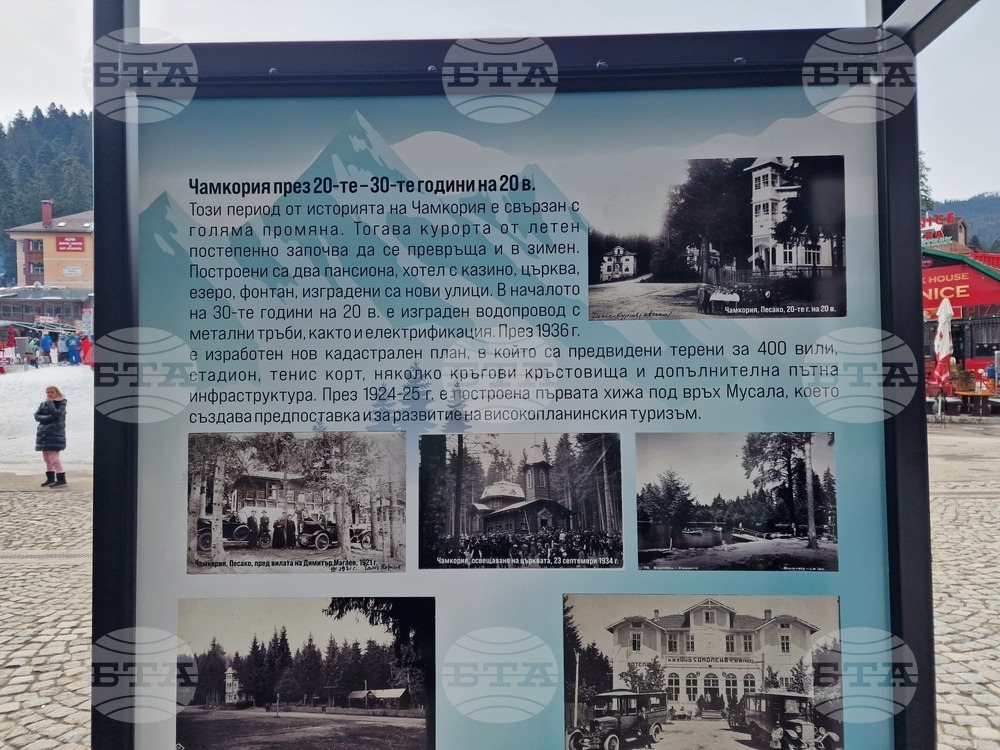 БТА БТА БТА
Чамкория през 20-те – 30-те години на 20 в.
Този период от историята на Чамкория е свързан с
голяма промяна. Тогава курорта от летен
постепенно започва да се превръща и в зимен.
Построени са два пансиона, хотел с казино, църква,
езеро, фонтан, изградени са нови улици. В началото
на 30-те години на 20 в. е изграден водопровод с
метални тръби, както и електрификация. През 1936 г.
е изработен нов кадастрален план, в който са предвидени терени за 400 вили,
стадион, тенис корт, няколко кръгови кръстовища и допълнителна пътна
инфраструктура. През 1924-25 г. е построена първата хижа под връх Мусала, което
създава предпоставка и за развитие на високопланинския туризъм.
Чамкория, Песако, 20-те г. на 20 в.
K HOUSE
NICE
БТА БТА БТА
Чамкория, Песако, пред вилата на Димитър Магаев, 1921 г.
Чамкория, освещаване на църквата, 23 септември 1934 г.
БТА БТА БТА